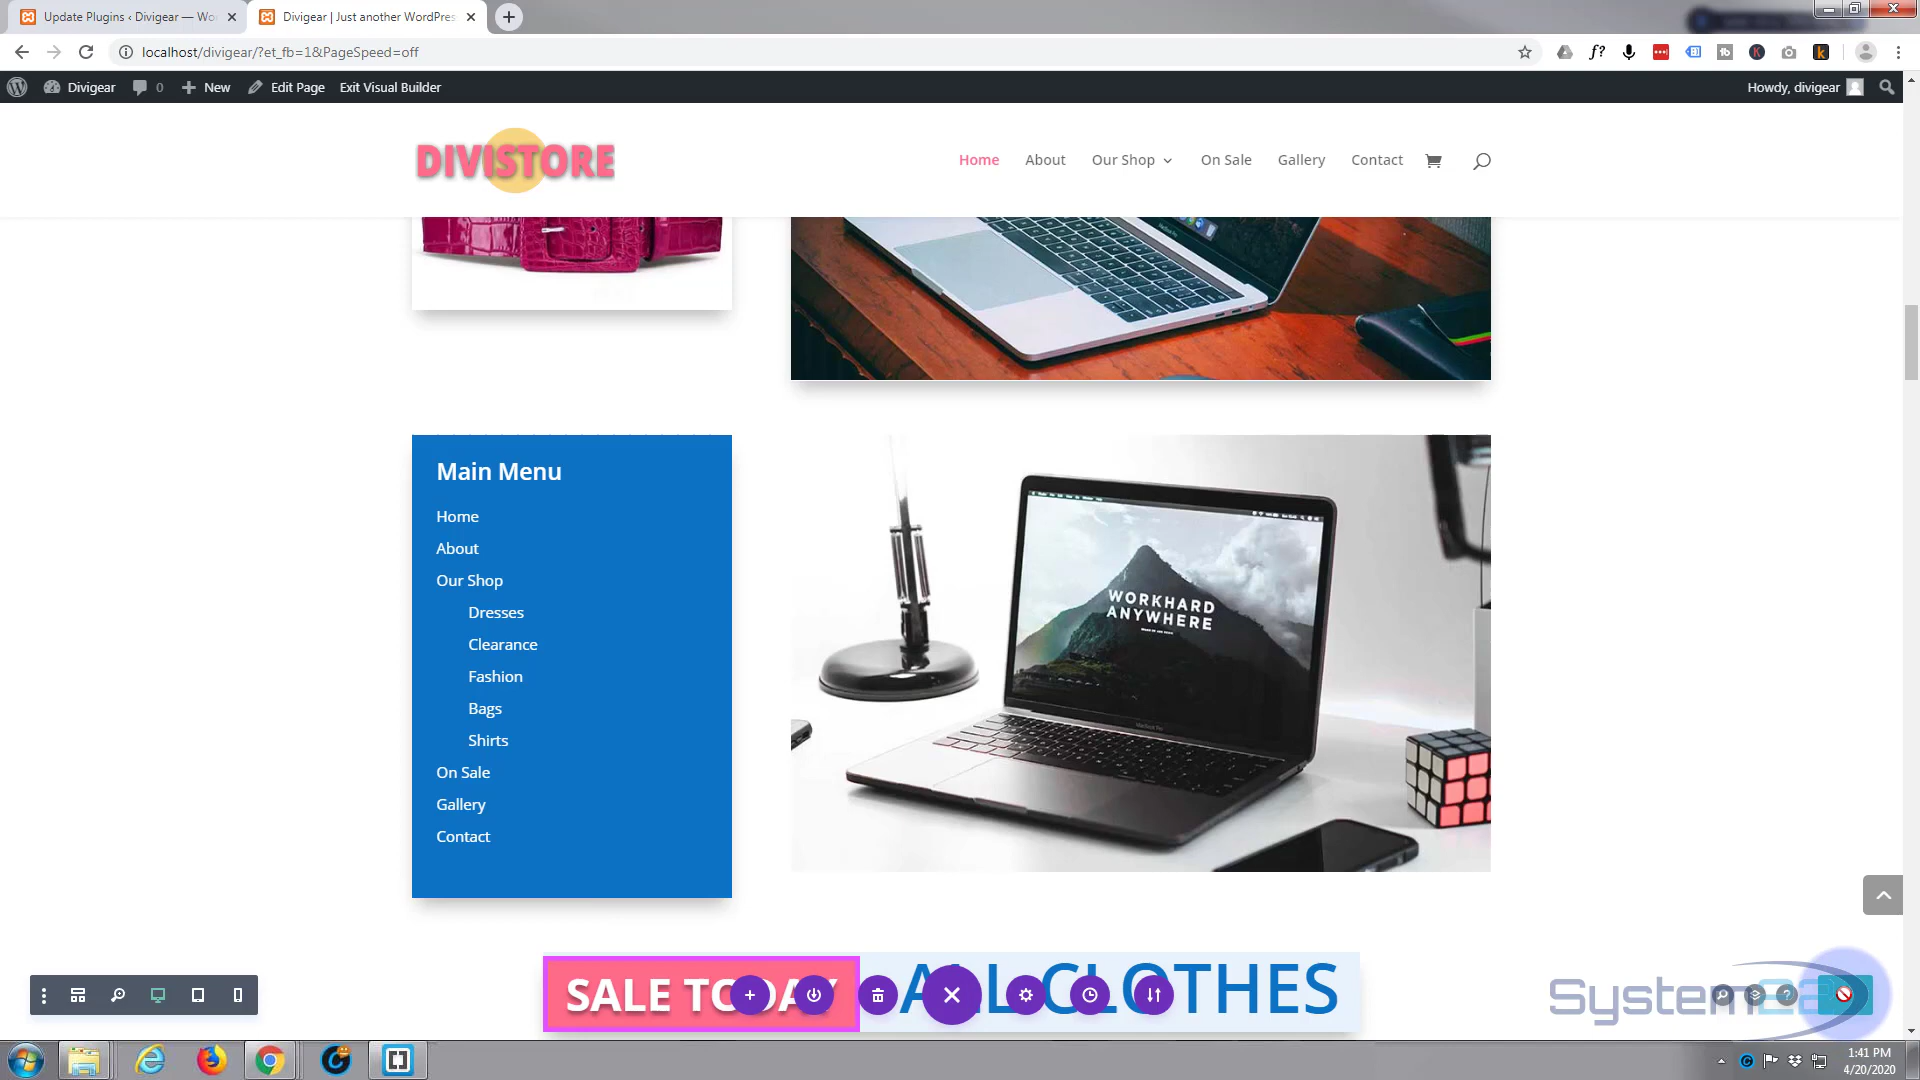 Update Plugins ‹ Divigear — Wo
Divigear | Just another WordPres
localhost/divigear/?et_fb=1&PageSpeed=off
Divigear
0
New
Edit Page
Exit Visual Builder
Howdy, divigear
DIVISTORE
Home
About
Our Shop
On Sale
Gallery
Contact
Main Menu
Home
About
Our Shop
Dresses
Clearance
Fashion
Bags
Shirts
On Sale
Gallery
Contact
WORKHARD
ANYWHERE
SALE TODAY
ALL CLOTHES
System22
1:41 PM
4/20/2020